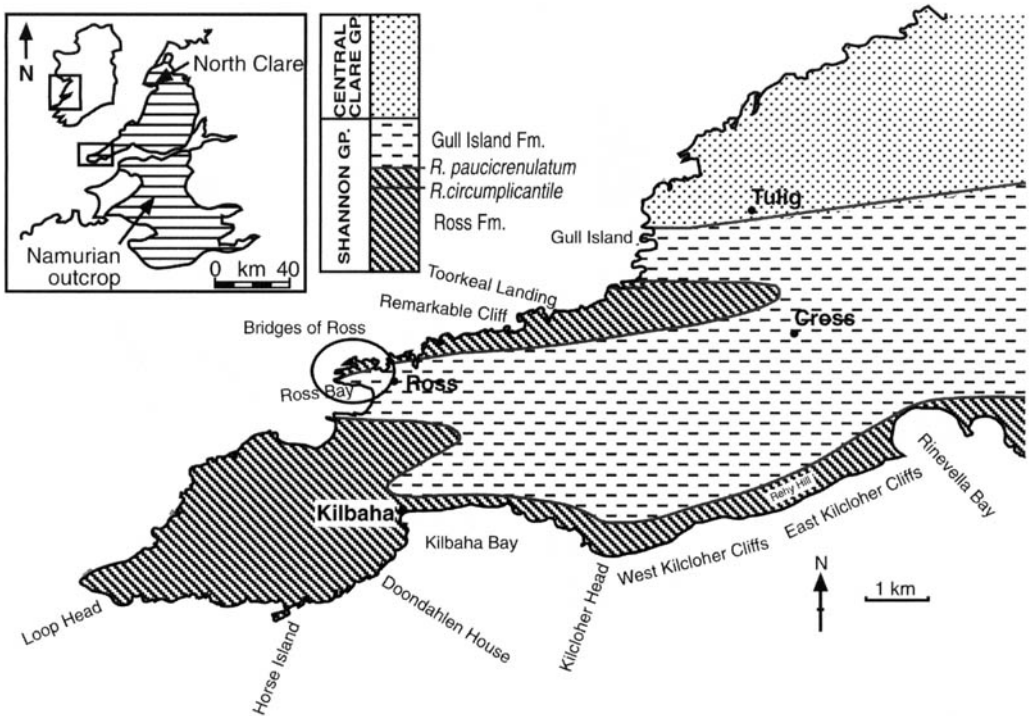 N
North Clare
Namurian
outcrop
0 km 40
CENTRAL
CLARE GP.
SHANNON GP.
Gull Island Fm.
R. paucicrenulatum
R.circumplicantile
Ross Fm.
Tulig
Gull Island
Toorkeal Landing
Remarkable Cliff
Cross
Bridges of Ross
Ross Bay
Ross
Rinevella Bay
Rehy Hill
East Kilcloher Cliffs
Kilbaha
Kilbaha Bay
West Kilcloher Cliffs
N
1 km
Loop Head
Horse Island
Doondahlen House
Kilcloher Head